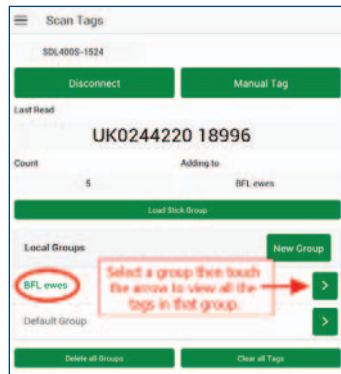 Scan Tags
SDL400S-1524
Disconnect Manual Tag
Last Read
UK0244220 18996
Count Adding to
5 BFL ewes
Load Stick Group
Local Groups New Group
Select a group then touch
the arrow to view all the
tags in that group.
BFL ewes
Default Group
Delete all Groups Clear all Tags